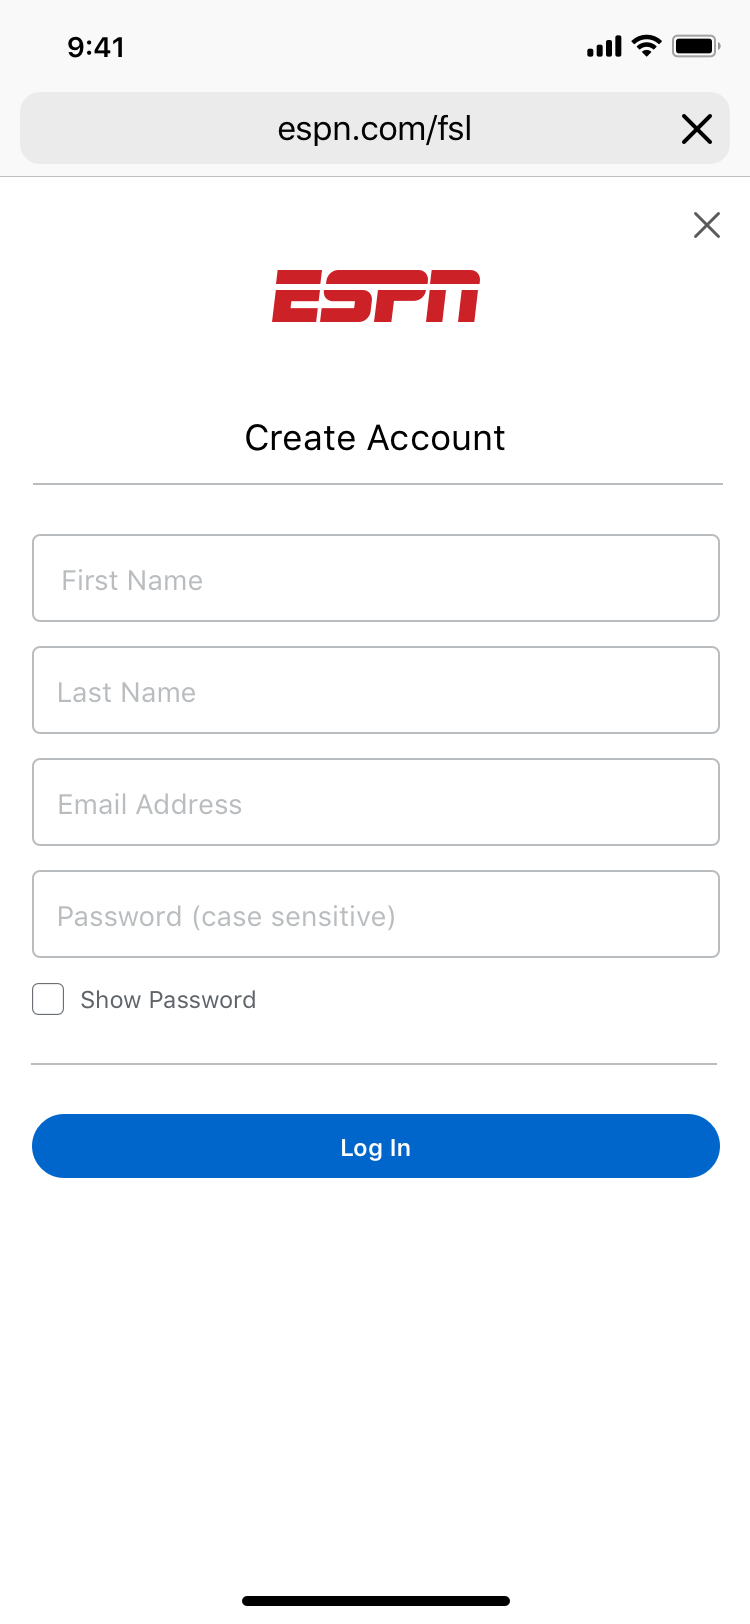 9:41
espn.com/fsl
ESPN
Create Account
First Name
Last Name
Email Address
Password (case sensitive)
Show Password
Log In